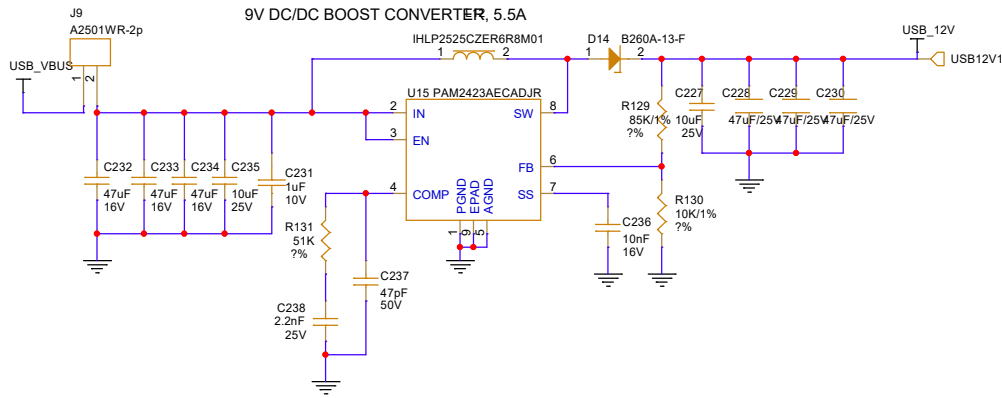 J9
A2501WR-2p
9V DC/DC BOOST CONVERTER, 5.5A
USB_VBUS
1
2
IHLP2525CZER6R8M01
1
2
D14
B260A-13-F
1
2
USB_12V
USB12V1
U15 PAM2423AECADJR
2
IN
3
EN
4
COMP
SW
8
FB
6
SS
7
PGND
EPAD
AGND
1
9
5
R129
85K/1%
?%
C227
10uF
25V
C228
47uF/25V
C229
47uF/25V
C230
47uF/25V
C232
47uF
16V
C233
47uF
16V
C234
47uF
16V
C235
10uF
25V
C231
1uF
10V
R131
51K
?%
C237
47pF
50V
C238
2.2nF
25V
C236
10nF
16V
R130
10K/1%
?%